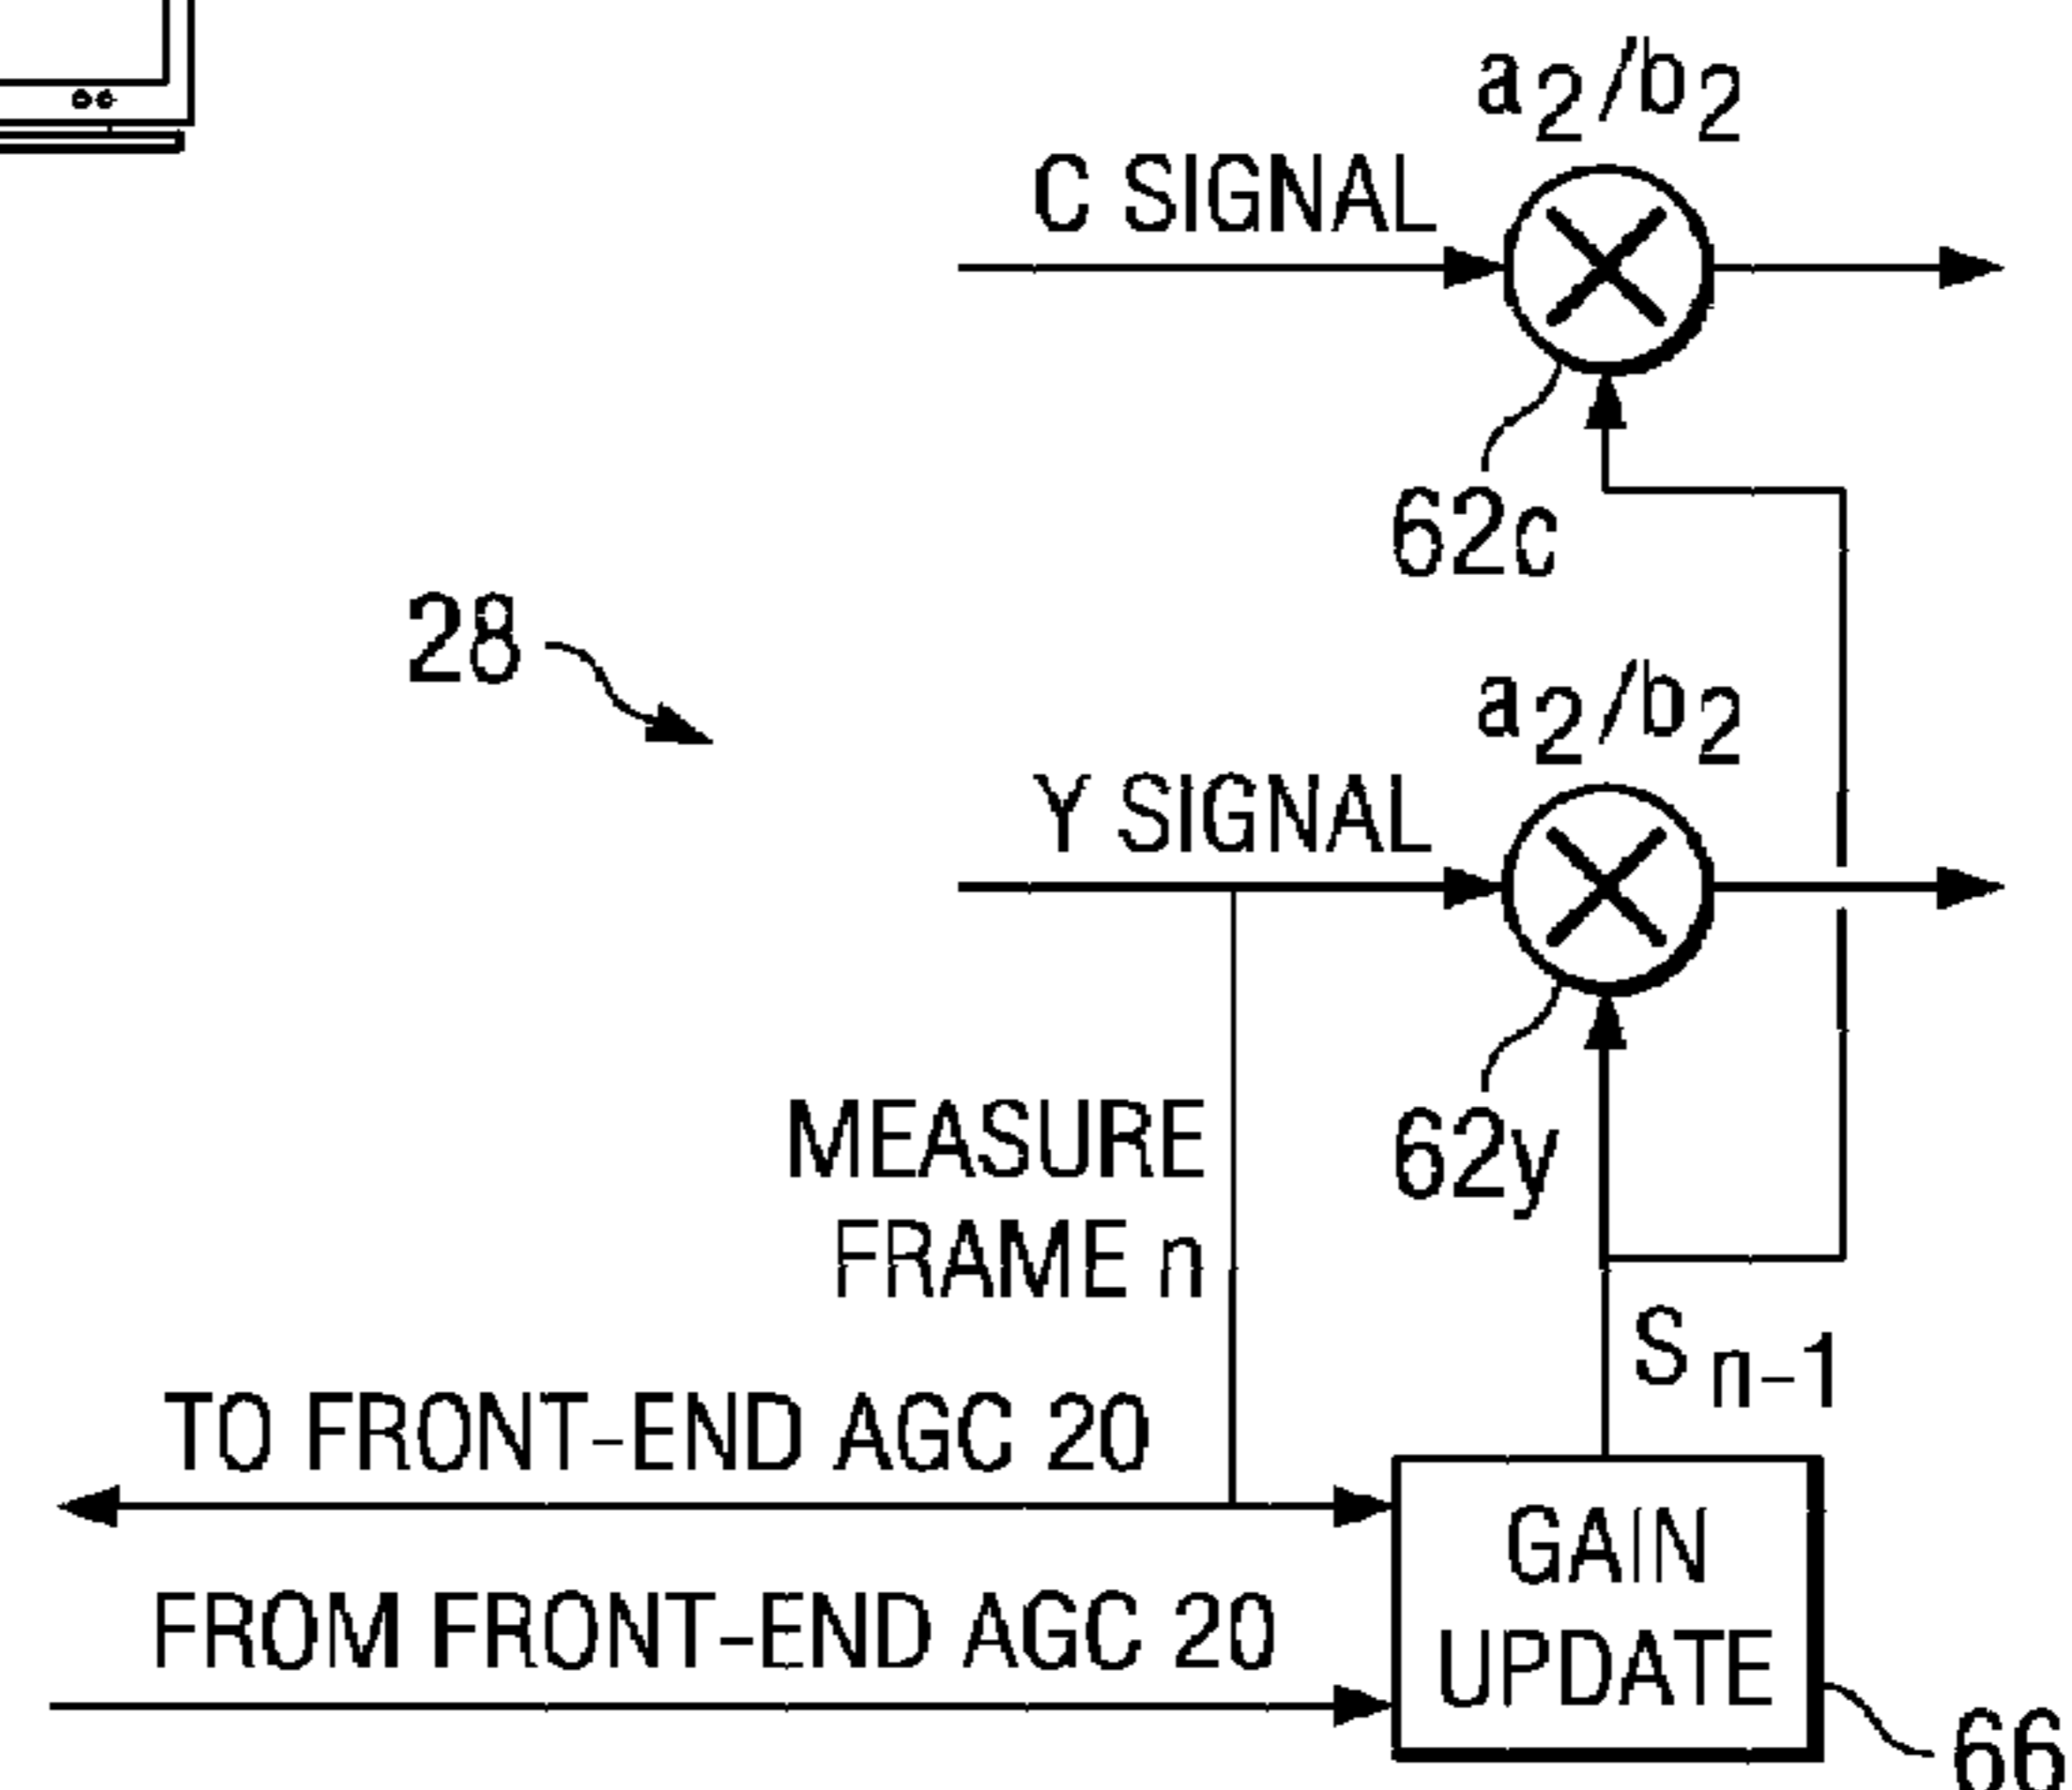 a2/b2
C SIGNAL
62c
28
a2/b2
Y SIGNAL
MEASURE
FRAME n
62y
Sn-1
TO FRONT-END AGC 20
GAIN
UPDATE
FROM FRONT-END AGC 20
66